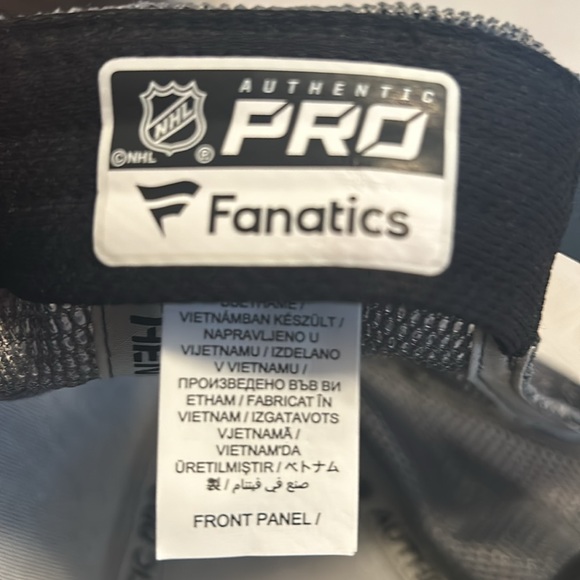 AUTHENTIC
NHL PRO
©NHL ©
Fanatics
VIETNÁMBAN KÉSZÜLT /
NAPRAVLJENO U
VIJETNAMU / IZDELANO
V VIETNAMU /
ПРОИЗВЕДЕНО ВЪВ ВИ
ETHAM / FABRICAT ÎN
VIETNAM / IZGATAVOTS
VJETNAMĀ /
VIETNAM'DA
ÜRETILMIŞTIR / ベトナム
製 / صنع في فيتنام /
FRONT PANEL /